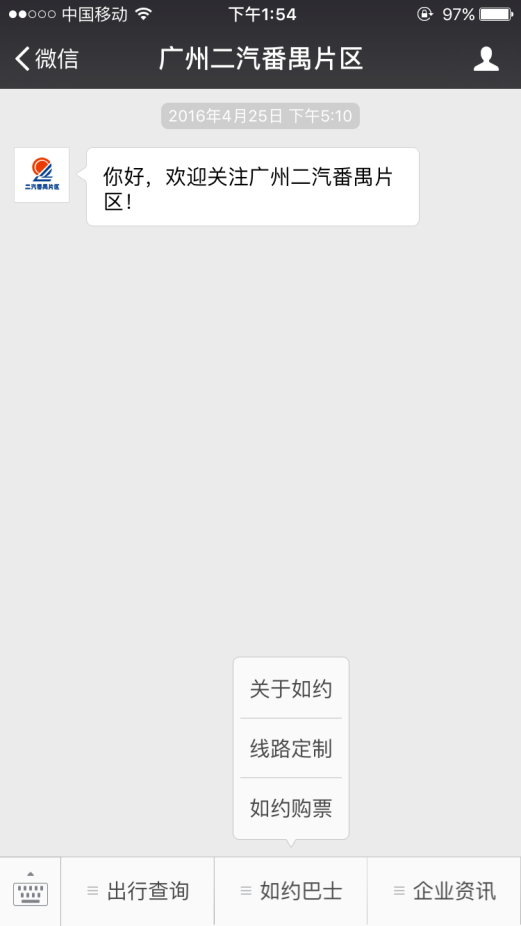 中国移动 下午1:54 97%
微信 广州二汽番禺片区
2016年4月25日 下午5:10
二汽番禺片区
你好，欢迎关注广州二汽番禺片
区！
关于如约
线路定制
如约购票
出行查询 如约巴士 企业资讯